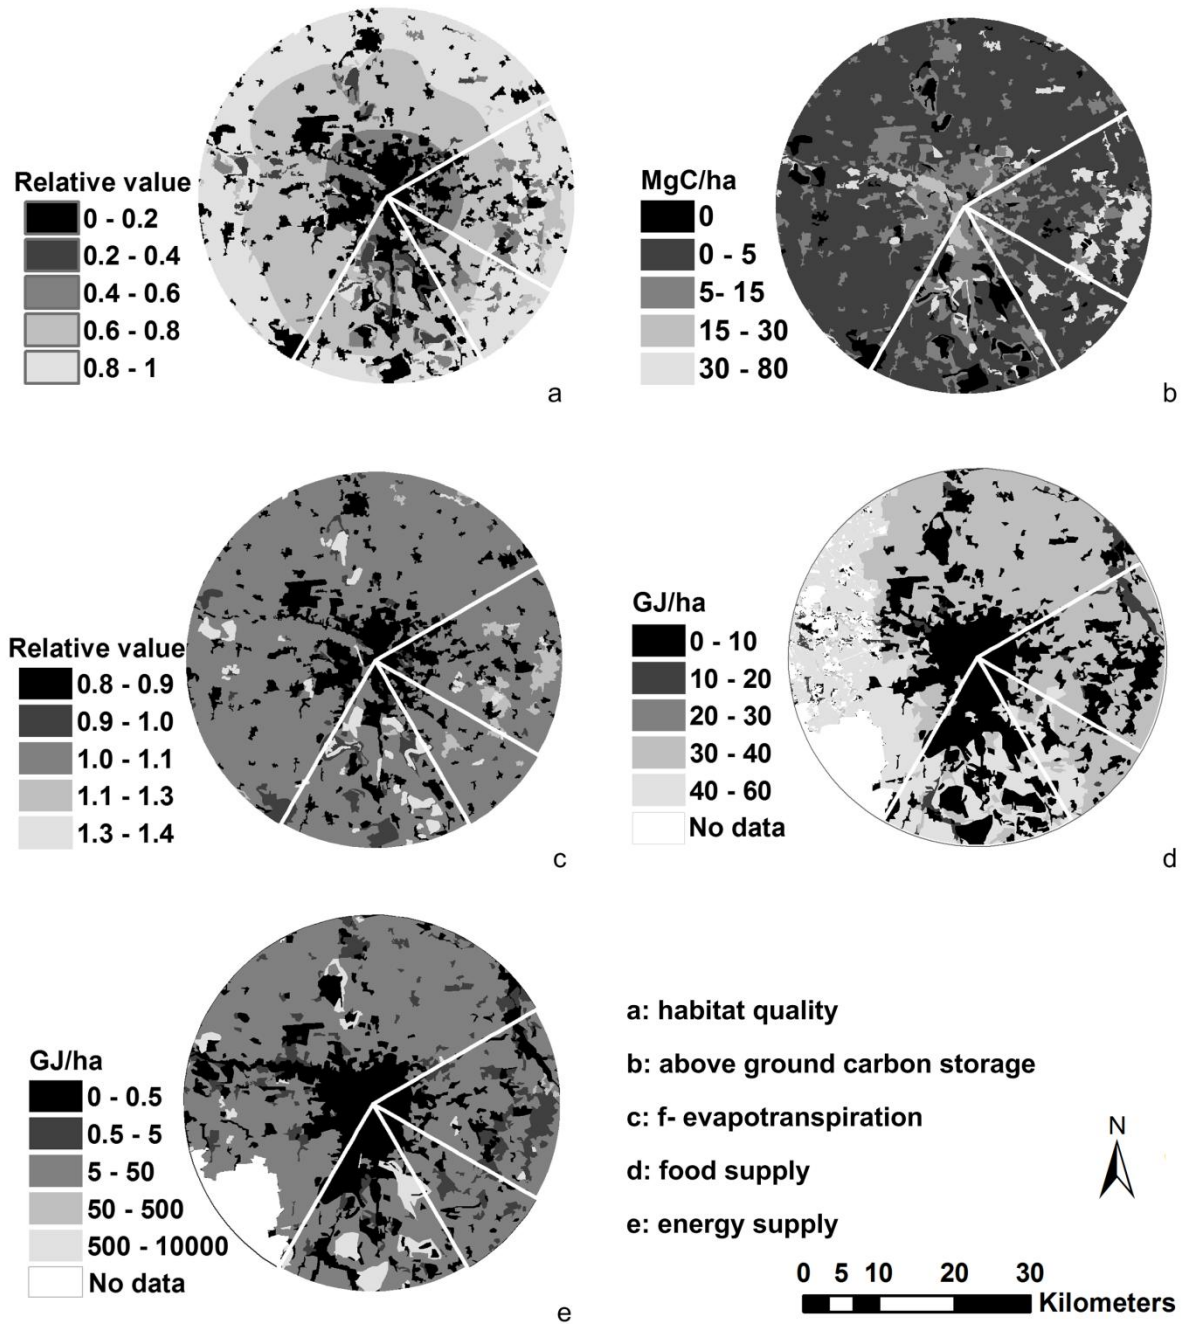 Relative value
0 - 0.2
0.2 - 0.4
0.4 - 0.6
0.6 - 0.8
0.8 - 1
a
MgC/ha
0
0 - 5
5- 15
15 - 30
30 - 80
b
Relative value
0.8 - 0.9
0.9 - 1.0
1.0 - 1.1
1.1 - 1.3
1.3 - 1.4
c
GJ/ha
0 - 10
10 - 20
20 - 30
30 - 40
40 - 60
No data
d
GJ/ha
0 - 0.5
0.5 - 5
5 - 50
50 - 500
500 - 10000
No data
e
a: habitat quality
b: above ground carbon storage
c: f- evapotranspiration
d: food supply
e: energy supply
N
0 5 10 20 30
Kilometers